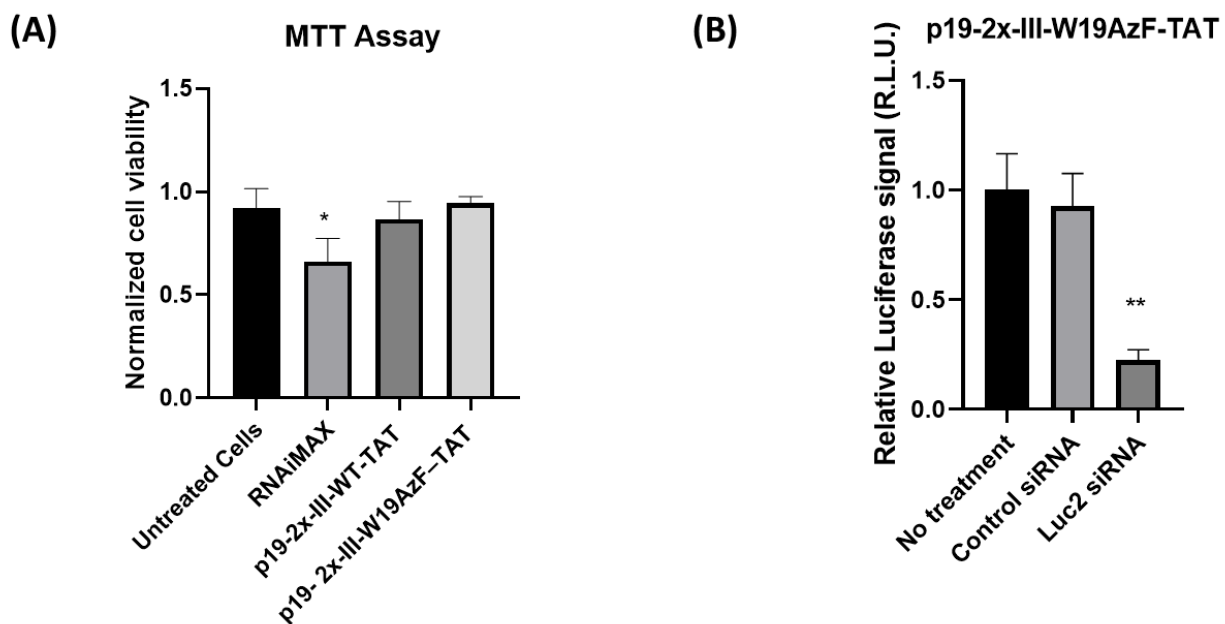 (A)
MTT Assay
Normalized cell viability
1.5
1.0
0.5
0.0
*
Untreated Cells
RNAiMAX
p19-2x-III-WT-TAT
p19- 2x-III-W19AzF–TAT
(B)
p19-2x-III-W19AzF-TAT
Relative Luciferase signal (R.L.U.)
1.5
1.0
0.5
0.0
**
No treatment
Control siRNA
Luc2 siRNA